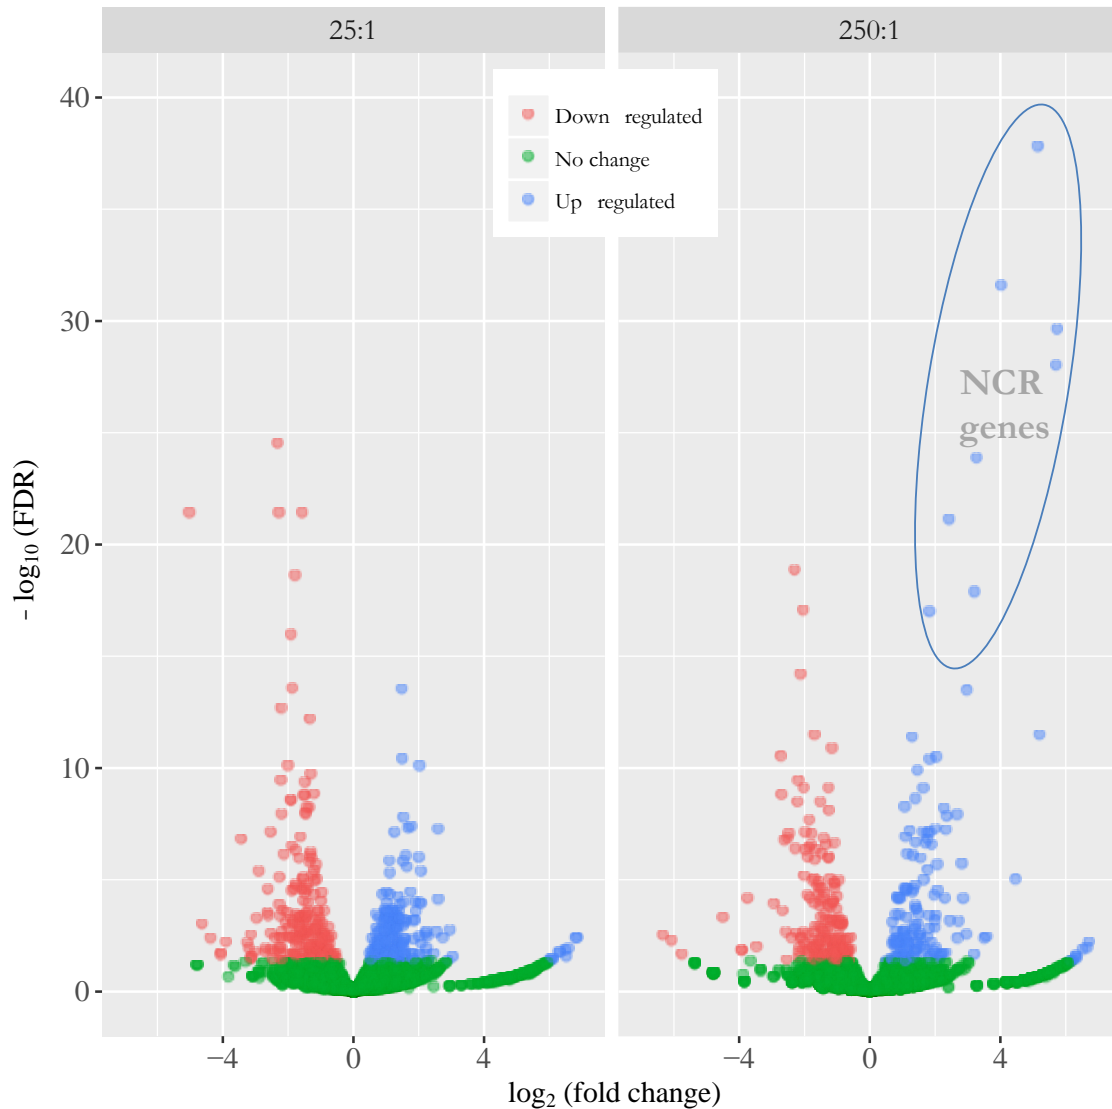 25:1
250:1
Down regulated
No change
Up regulated
NCR
genes
40
30
20
10
0
−4
0
4
−4
0
4
- log₁₀ (FDR)
log₂ (fold change)